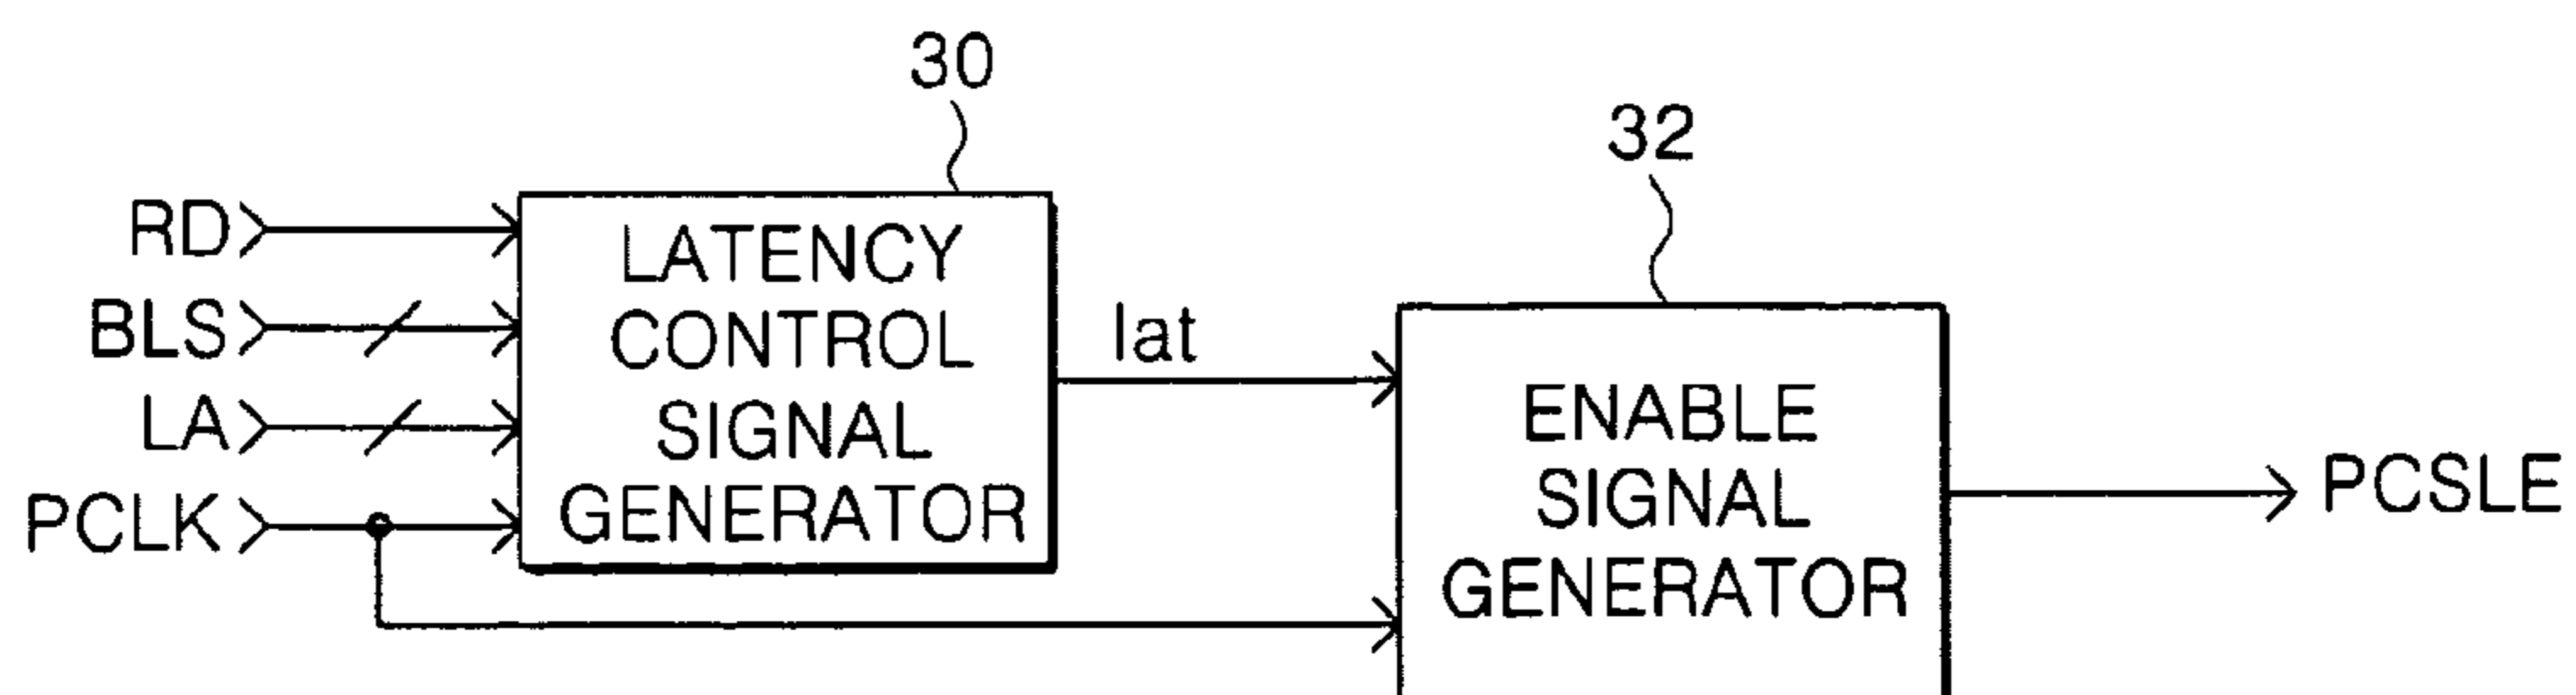 30
32
RD
BLS
LA
PCLK
LATENCY
CONTROL
SIGNAL
GENERATOR
lat
ENABLE
SIGNAL
GENERATOR
PCSLE